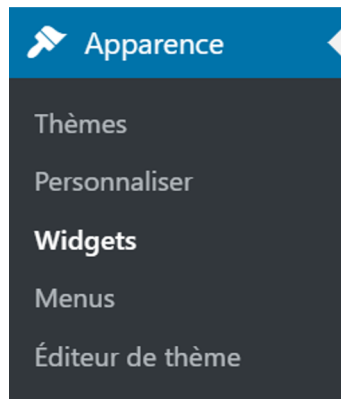 Apparence
Thèmes
Personnaliser
Widgets
Menus
Éditeur de thème